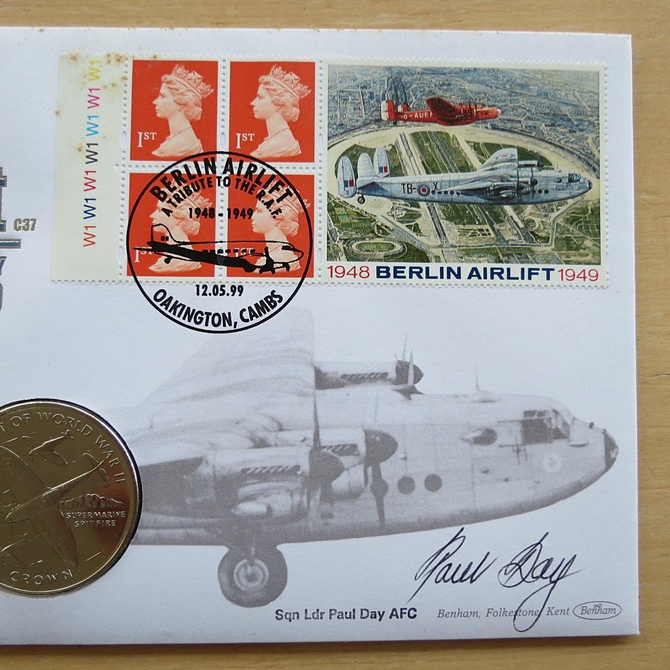 W1 W1 W1 W1 W1 W1
1ST
1ST
1ST
G-AUEF
TB X
1948 BERLIN AIRLIFT 1949
BERLIN AIRLIFT
A TRIBUTE TO THE R.A.F.
1948 - 1949
12.05.99
OAKINGTON, CAMBS
C37
OF WORLD WAR II
SUPERMARINE
SPITFIRE
CROWN
Paul Day
Sqn Ldr Paul Day AFC
Benham, Folkestone, Kent Benham